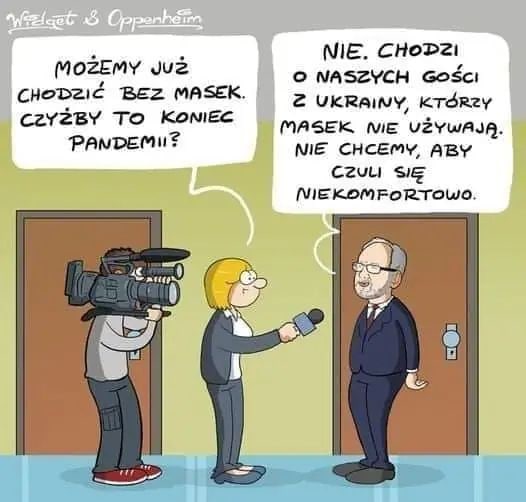 Widget & Oppenheim
MOŻEMY JUŻ
CHODZIĆ BEZ MASEK.
CZYŻBY TO KONIEC
PANDEMII?
NIE. CHODZI
O NASZYCH GOŚCI
Z UKRAINY, KTÓRZY
MASEK NIE UŻYWAJĄ.
NIE CHCEMY, ABY
CZULI SIĘ
NIEKOMFORTOWO.